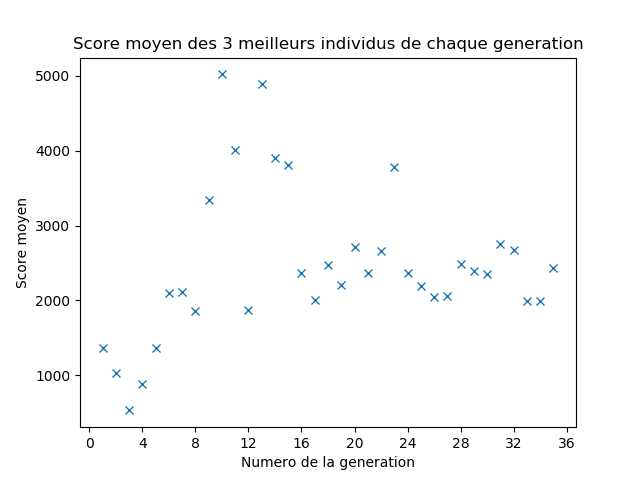 Score moyen des 3 meilleurs individus de chaque generation
5000
4000
3000
2000
1000
Score moyen
0 4 8 12 16 20 24 28 32 36
Numero de la generation